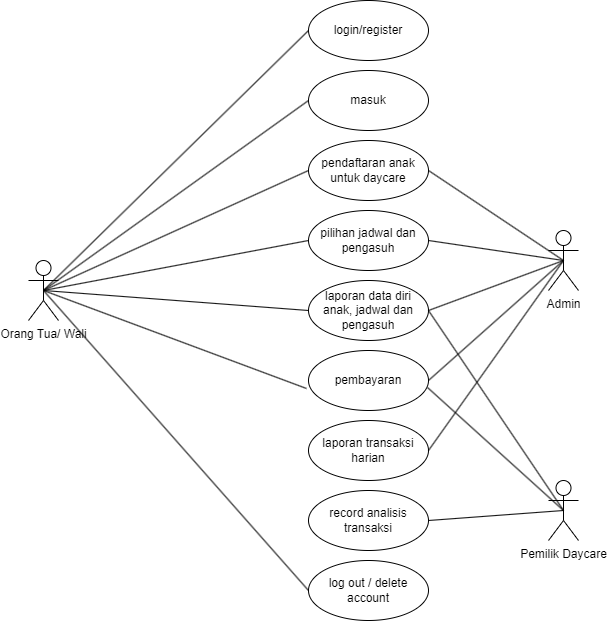 login/register
masuk
pendaftaran anak
untuk daycare
pilihan jadwal dan
pengasuh
laporan data diri
anak, jadwal dan
pengasuh
pembayaran
laporan transaksi
harian
record analisis
transaksi
log out / delete
account
Orang Tua/ Wali
Admin
Pemilik Daycare